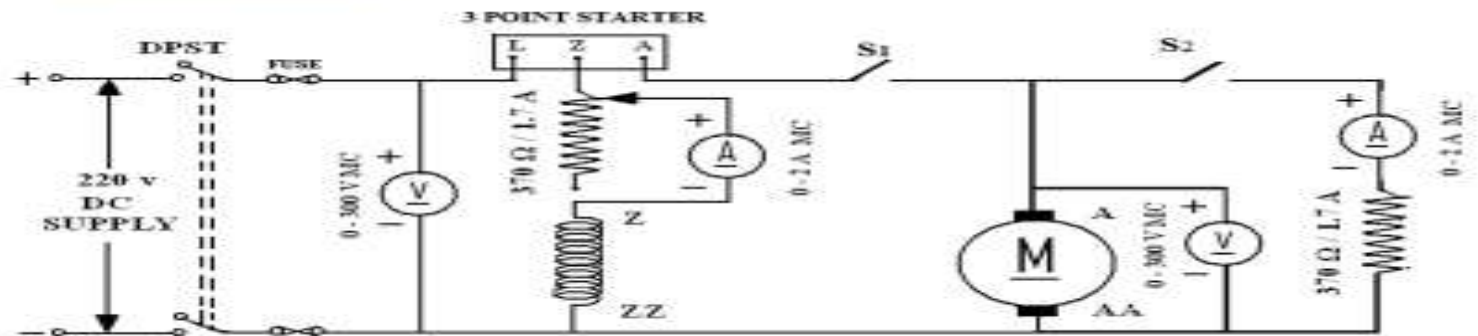 3 POINT STARTER
L Z A
DPST
FUSE
S1
S2
+
220 v
DC
SUPPLY
−
0 - 300 V MC
+
V
−
370 Ω / 1.7 A
+
A
−
0 - 2 A MC
Z
ZZ
M
A
AA
0 - 300 V MC
+
V
−
370 Ω / 1.7 A
+
A
−
0 - 2 A MC